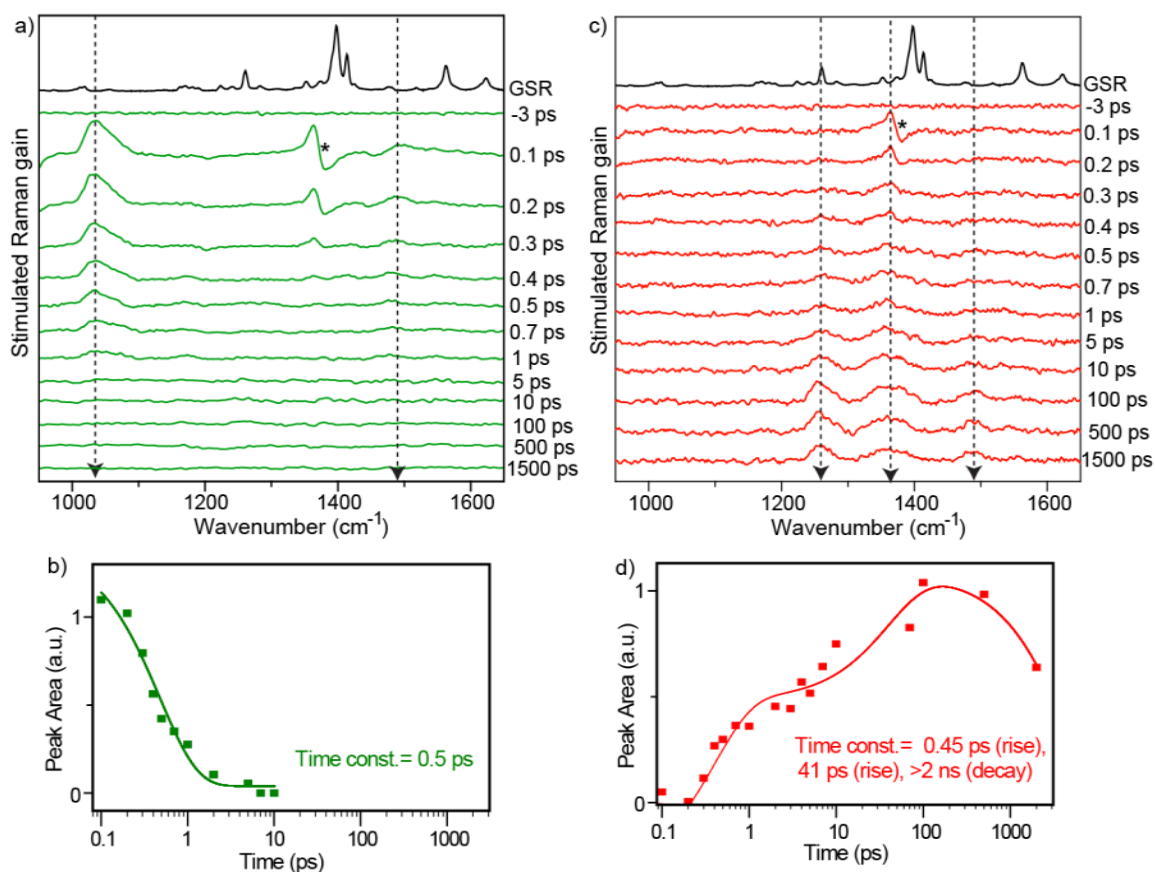 a)
Stimulated Raman gain
GSR
-3 ps
0.1 ps
*
0.2 ps
0.3 ps
0.4 ps
0.5 ps
0.7 ps
1 ps
5 ps
10 ps
100 ps
500 ps
1500 ps
1000 1200 1400 1600
Wavenumber (cm⁻¹)
c)
Stimulated Raman gain
GSR
-3 ps
0.1 ps
*
0.2 ps
0.3 ps
0.4 ps
0.5 ps
0.7 ps
1 ps
5 ps
10 ps
100 ps
500 ps
1500 ps
1000 1200 1400 1600
Wavenumber (cm⁻¹)
b)
Peak Area (a.u.)
1
0
Time const.= 0.5 ps
0.1 1 10 100 1000
Time (ps)
d)
Peak Area (a.u.)
1
0
Time const.= 0.45 ps (rise),
41 ps (rise), >2 ns (decay)
0.1 1 10 100 1000
Time (ps)